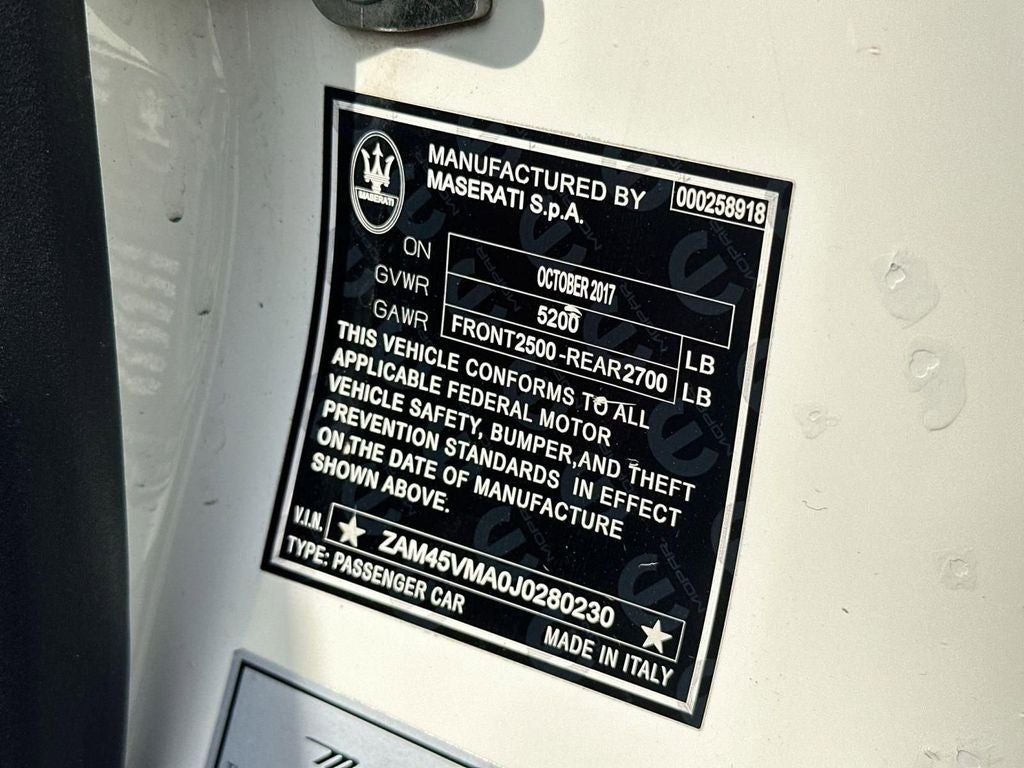 MASERATI
MANUFACTURED BY
MASERATI S.p.A.
000258918
ON OCTOBER 2017
GVWR 5200 LB
GAWR FRONT2500-REAR2700 LB
THIS VEHICLE CONFORMS TO ALL
APPLICABLE FEDERAL MOTOR
VEHICLE SAFETY, BUMPER,AND THEFT
PREVENTION STANDARDS IN EFFECT
ON,THE DATE OF MANUFACTURE
SHOWN ABOVE.
V.I.N. ★ ZAM45VMA0J0280230 ★
TYPE: PASSENGER CAR
MADE IN ITALY